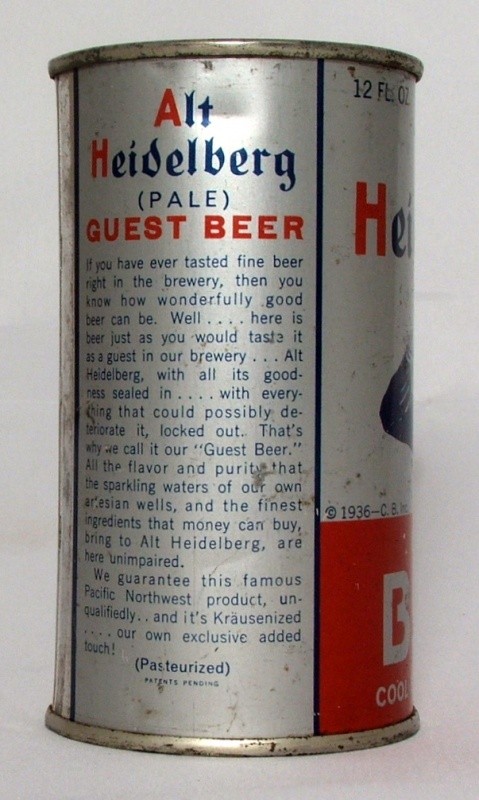 Alt
Heidelberg
(PALE)
GUEST BEER
If you have ever tasted fine beer
right in the brewery, then you
know how wonderfully good
beer can be. Well .... here is
beer just as you would taste it
as a guest in our brewery ... Alt
Heidelberg, with all its good-
ness sealed in .... with every-
thing that could possibly de-
teriorate it, locked out. That's
why we call it our "Guest Beer."
All the flavor and purity that
the sparkling waters of our own
artesian wells, and the finest
ingredients that money can buy,
bring to Alt Heidelberg, are
here unimpaired.
We guarantee this famous
Pacific Northwest product, un-
qualifiedly.. and it's Kräusenized
.... our own exclusive added
touch!
(Pasteurized)
PATENTS PENDING
12 FL. OZ
Hei
© 1936—C. B. Inc.
B
COOL